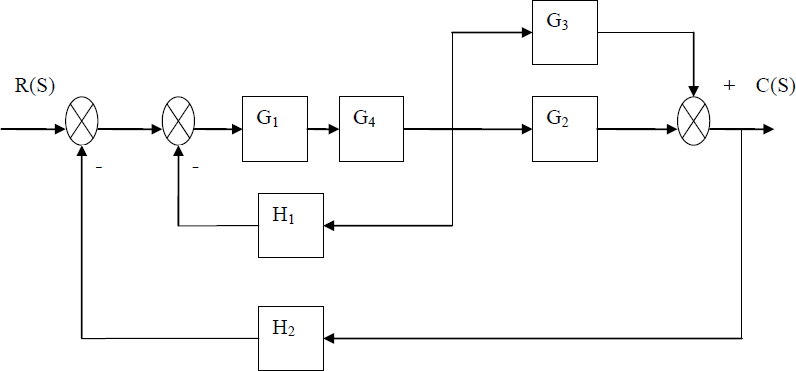 G3
R(S)
+ C(S)
G1
G4
G2
-
-
H1
H2